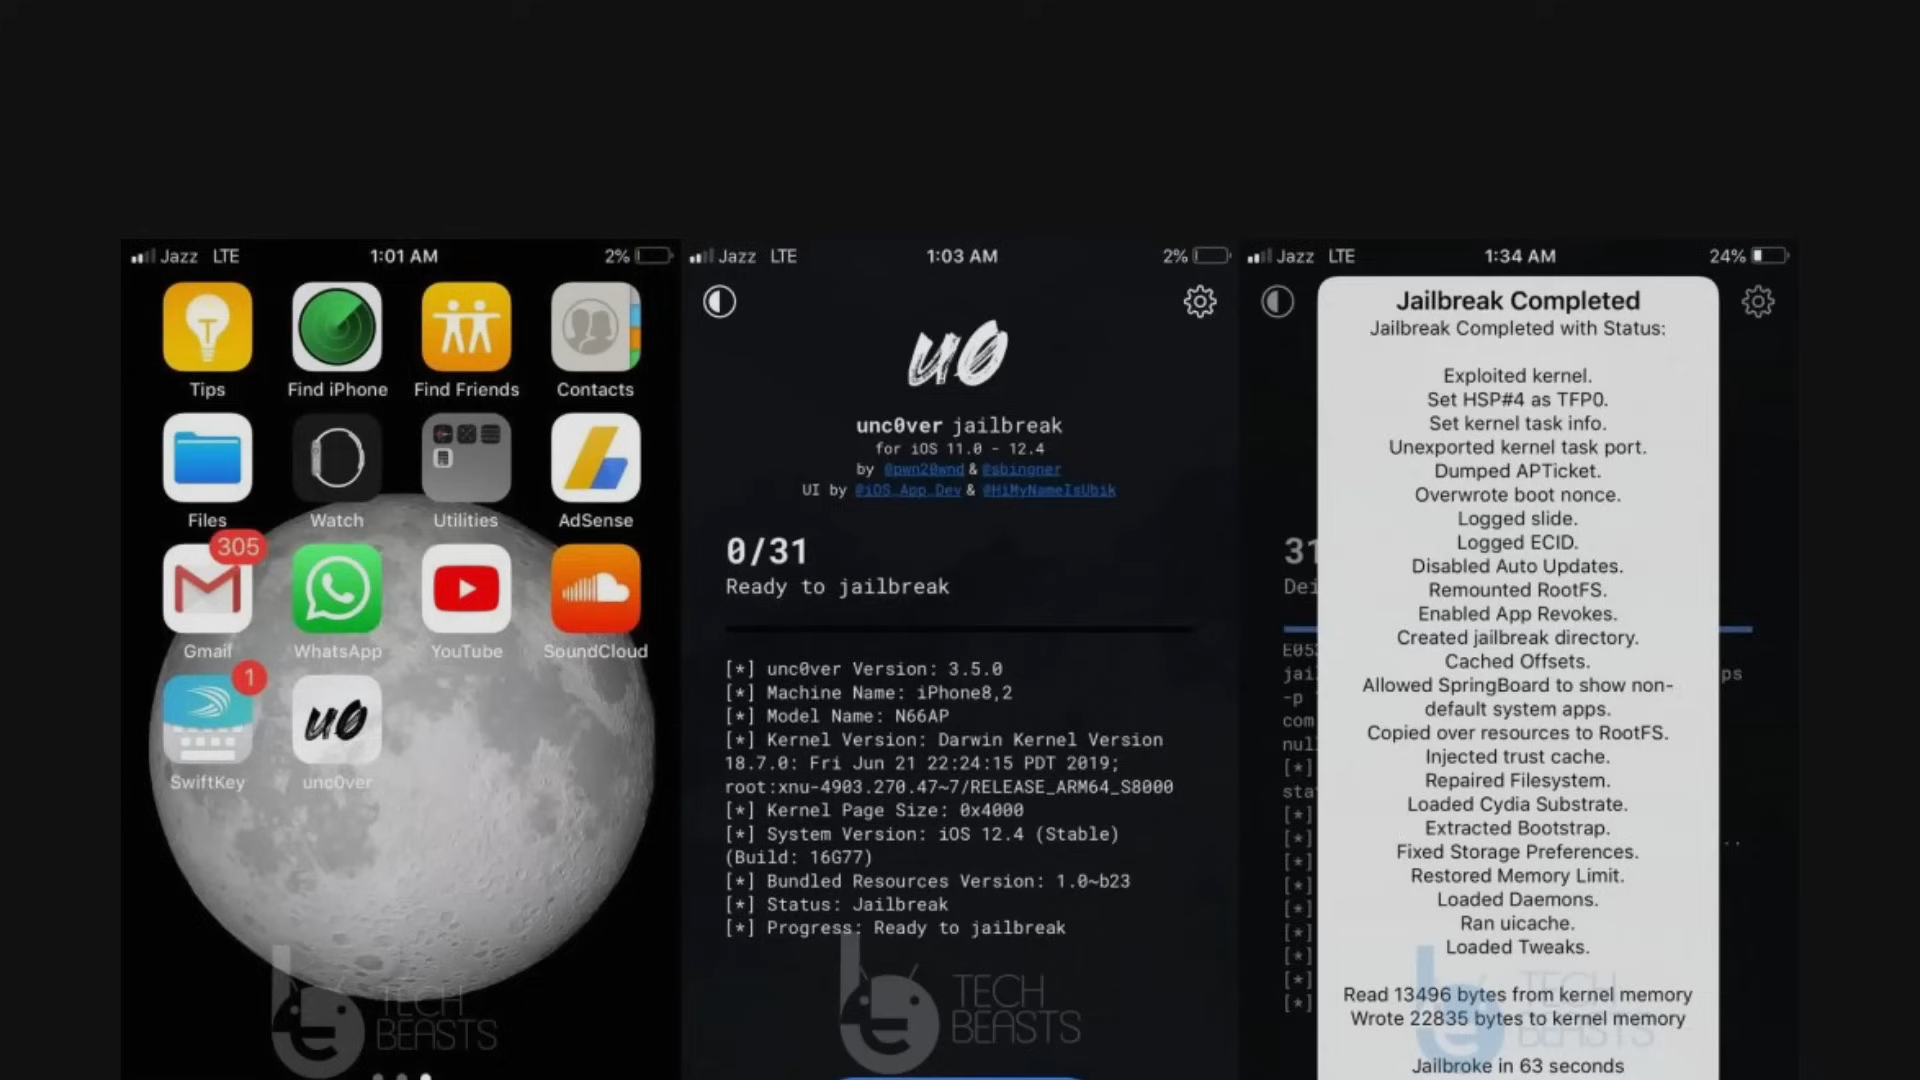 Jazz LTE 1:01 AM 2%
Tips Find iPhone Find Friends Contacts
Files Watch Utilities AdSense
305
Gmail WhatsApp YouTube SoundCloud
1
u0
SwiftKey unc0ver
TECH
BEASTS
Jazz LTE 1:03 AM 2%
u0
unc0ver jailbreak
for iOS 11.0 - 12.4
by @pwn20wnd & @sbingner
UI by @iOS_App_Dev & @HiMyNameIsUbik
0/31
Ready to jailbreak
[*] unc0ver Version: 3.5.0
[*] Machine Name: iPhone8,2
[*] Model Name: N66AP
[*] Kernel Version: Darwin Kernel Version
18.7.0: Fri Jun 21 22:24:15 PDT 2019;
root:xnu-4903.270.47~7/RELEASE_ARM64_S8000
[*] Kernel Page Size: 0x4000
[*] System Version: iOS 12.4 (Stable)
(Build: 16G77)
[*] Bundled Resources Version: 1.0~b23
[*] Status: Jailbreak
[*] Progress: Ready to jailbreak
TECH
BEASTS
Jazz LTE 1:34 AM 24%
Jailbreak Completed
Jailbreak Completed with Status:
Exploited kernel.
Set HSP#4 as TFP0.
Set kernel task info.
Unexported kernel task port.
Dumped APTicket.
Overwrote boot nonce.
Logged slide.
Logged ECID.
Disabled Auto Updates.
Remounted RootFS.
Enabled App Revokes.
Created jailbreak directory.
Cached Offsets.
Allowed SpringBoard to show non-
default system apps.
Copied over resources to RootFS.
Injected trust cache.
Repaired Filesystem.
Loaded Cydia Substrate.
Extracted Bootstrap.
Fixed Storage Preferences.
Restored Memory Limit.
Loaded Daemons.
Ran uicache.
Loaded Tweaks.
Read 13496 bytes from kernel memory
Wrote 22835 bytes to kernel memory
Jailbroke in 63 seconds
31
TECH
BEASTS